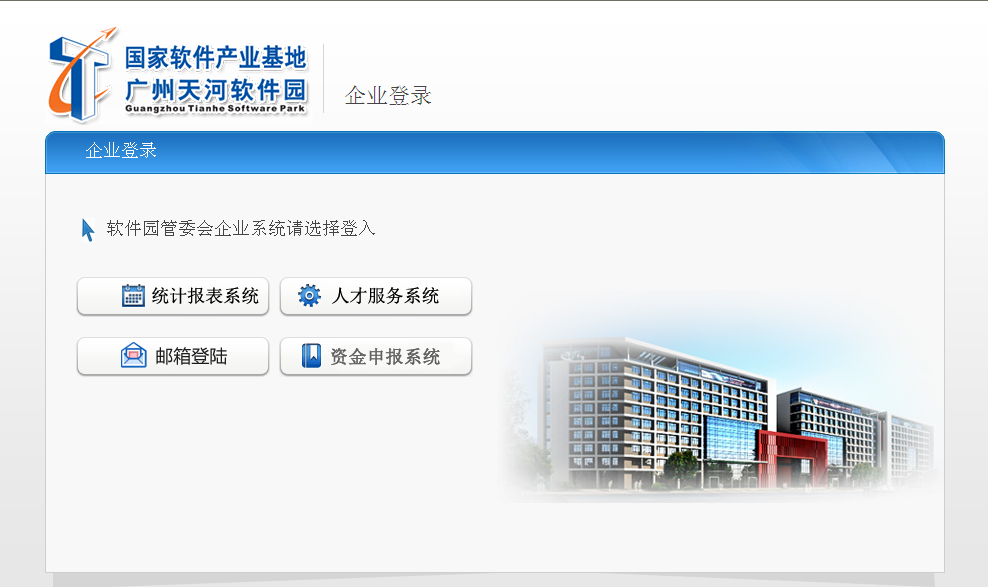 国家软件产业基地
广州天河软件园
Guangzhou Tianhe Software Park
企业登录
企业登录
软件园管委会企业系统请选择登入
统计报表系统
人才服务系统
邮箱登陆
资金申报系统